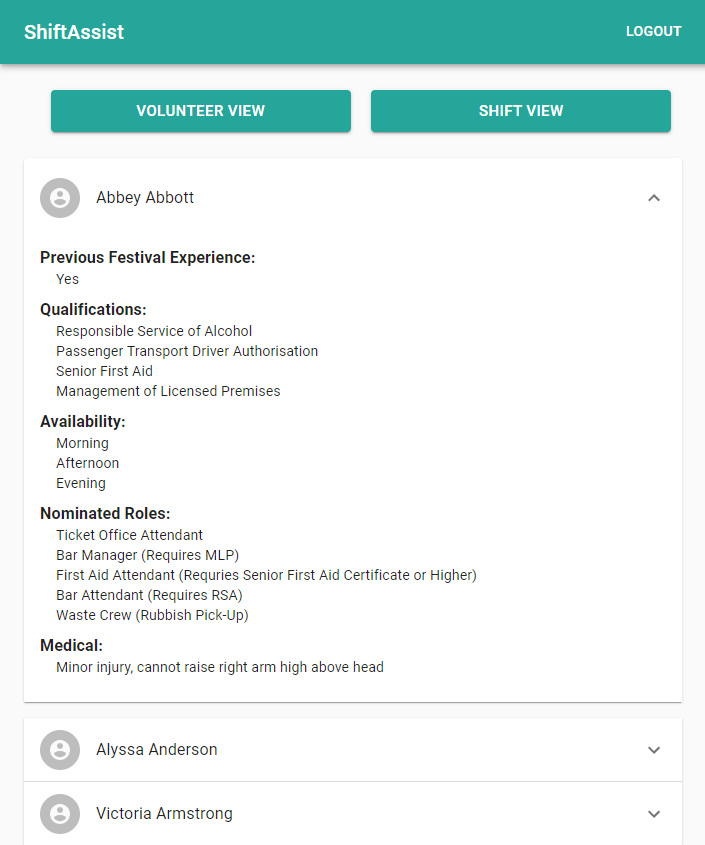 ShiftAssist
LOGOUT
VOLUNTEER VIEW
SHIFT VIEW
Abbey Abbott
Previous Festival Experience:
Yes
Qualifications:
Responsible Service of Alcohol
Passenger Transport Driver Authorisation
Senior First Aid
Management of Licensed Premises
Availability:
Morning
Afternoon
Evening
Nominated Roles:
Ticket Office Attendant
Bar Manager (Requires MLP)
First Aid Attendant (Requries Senior First Aid Certificate or Higher)
Bar Attendant (Requires RSA)
Waste Crew (Rubbish Pick-Up)
Medical:
Minor injury, cannot raise right arm high above head
Alyssa Anderson
Victoria Armstrong